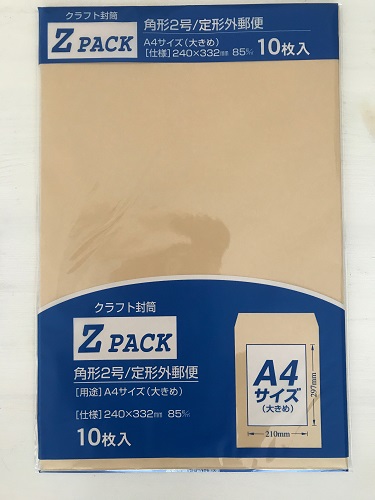 クラフト封筒
Z PACK
角形2号/定形外郵便
A4サイズ(大きめ)
[仕様]240×332㎜ 85g/㎡
10枚入
クラフト封筒
Z PACK
角形2号/定形外郵便
[用途]A4サイズ(大きめ)
[仕様]240×332㎜ 85g/㎡
10枚入
A4
サイズ
(大きめ)
297mm
210mm